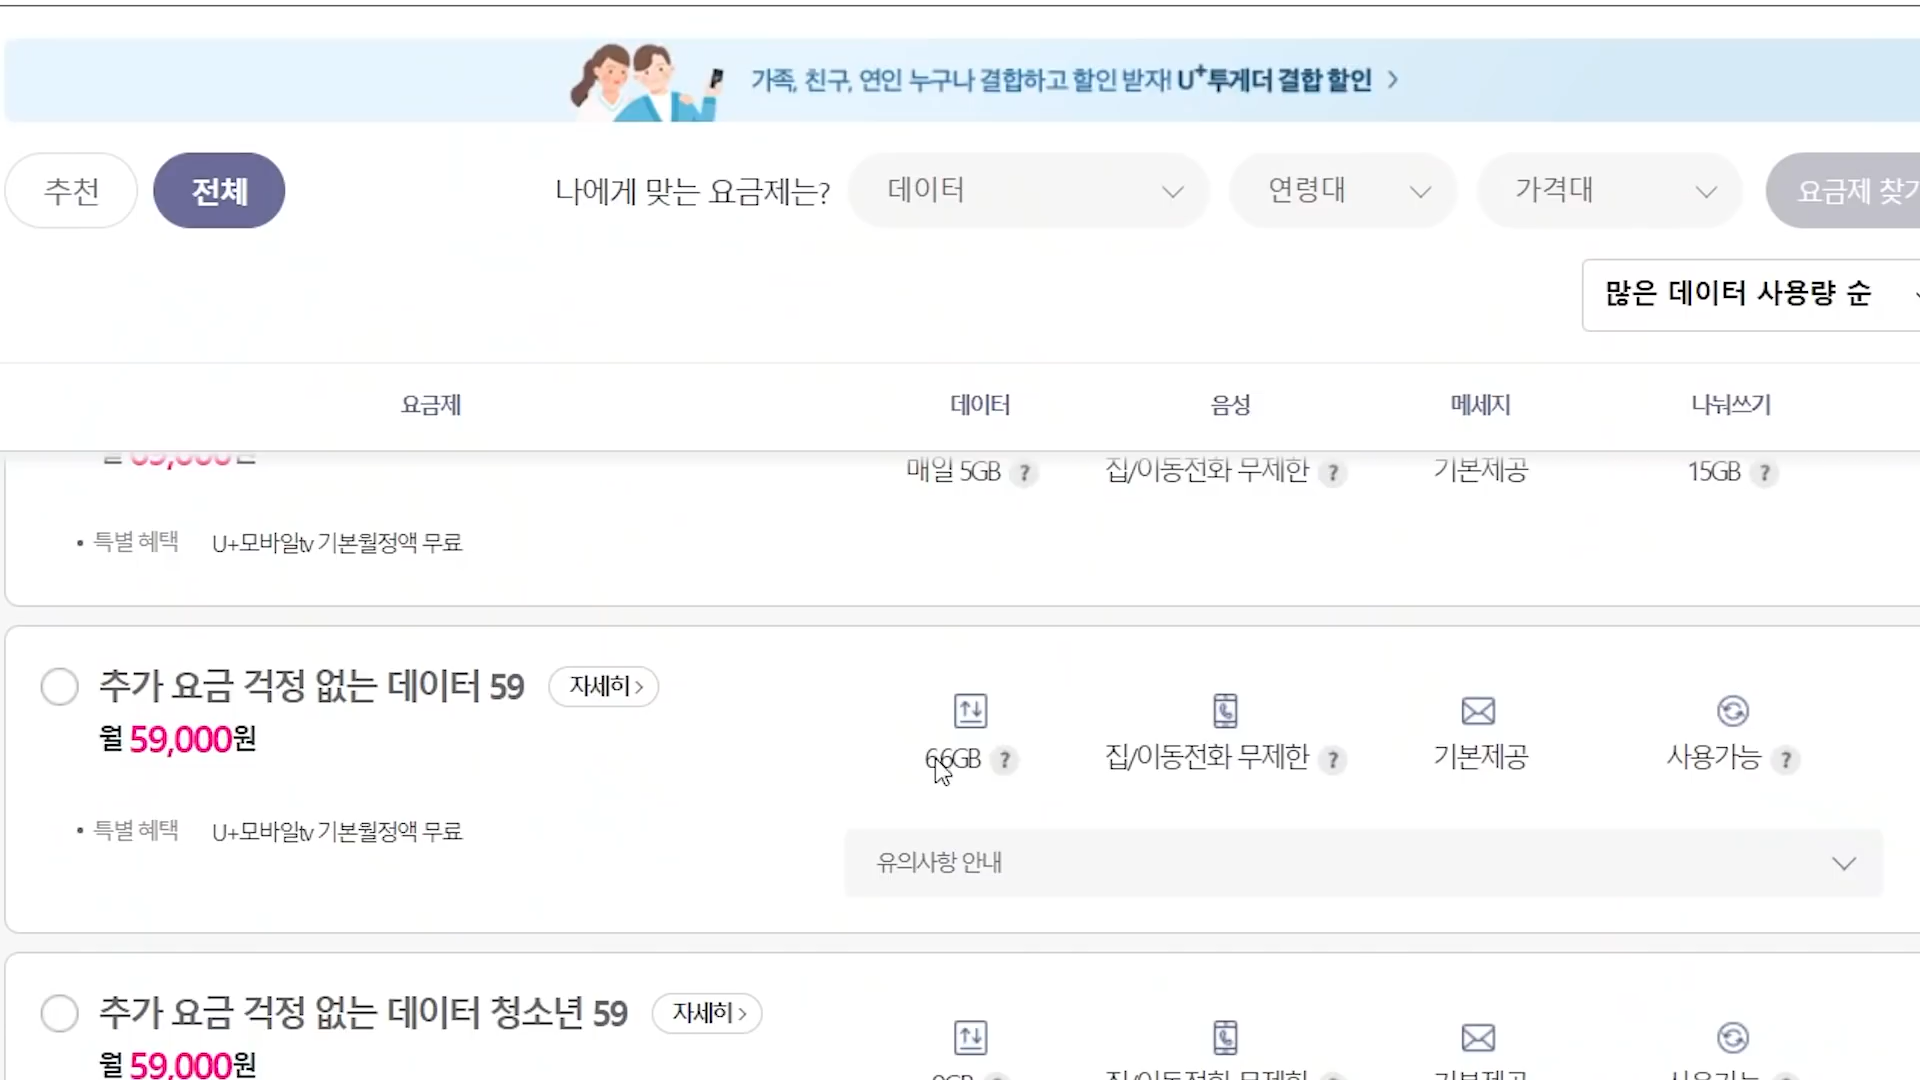 가족, 친구, 연인 누구나 결합하고 할인 받자! U+투게더 결합 할인 >
추천 전체 나에게 맞는 요금제는? 데이터 연령대 가격대 요금제 찾기
많은 데이터 사용량 순
요금제 데이터 음성 메세지 나눠쓰기
매일 5GB ? 집/이동전화 무제한 ? 기본제공 15GB ?
• 특별 혜택 U+모바일tv 기본월정액 무료
추가 요금 걱정 없는 데이터 59 자세히 >
월 59,000원
6.6GB ? 집/이동전화 무제한 ? 기본제공 사용가능 ?
• 특별 혜택 U+모바일tv 기본월정액 무료
유의사항 안내
추가 요금 걱정 없는 데이터 청소년 59 자세히 >
월 59,000원